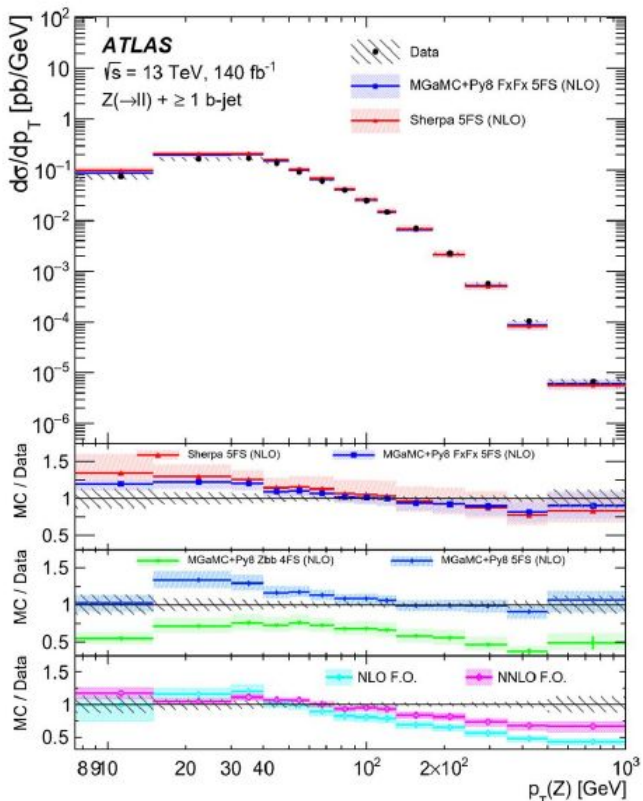 dσ/dp_T [pb/GeV]
10²
10
1
10⁻¹
10⁻²
10⁻³
10⁻⁴
10⁻⁵
10⁻⁶
ATLAS
√s = 13 TeV, 140 fb⁻¹
Z(→ll) + ≥ 1 b-jet
Data
MGaMC+Py8 FxFx 5FS (NLO)
Sherpa 5FS (NLO)
MC / Data
1.5
1
0.5
Sherpa 5FS (NLO)
MGaMC+Py8 FxFx 5FS (NLO)
MC / Data
1.5
1
0.5
MGaMC+Py8 Zbb 4FS (NLO)
MGaMC+Py8 5FS (NLO)
MC / Data
1.5
1
0.5
NLO F.O.
NNLO F.O.
8 9 10 20 30 40 10² 2×10² 10³
p_T(Z) [GeV]